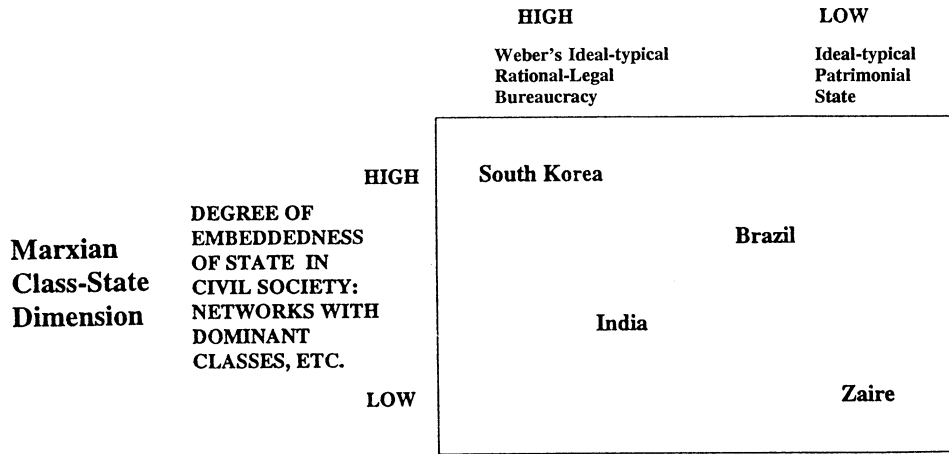 HIGH LOW
Weber's Ideal-typical Ideal-typical
Rational-Legal Patrimonial
Bureaucracy State
HIGH South Korea
DEGREE OF
EMBEDDEDNESS Brazil
Marxian OF STATE IN
Class-State CIVIL SOCIETY:
Dimension NETWORKS WITH India
DOMINANT
CLASSES, ETC.
LOW Zaire